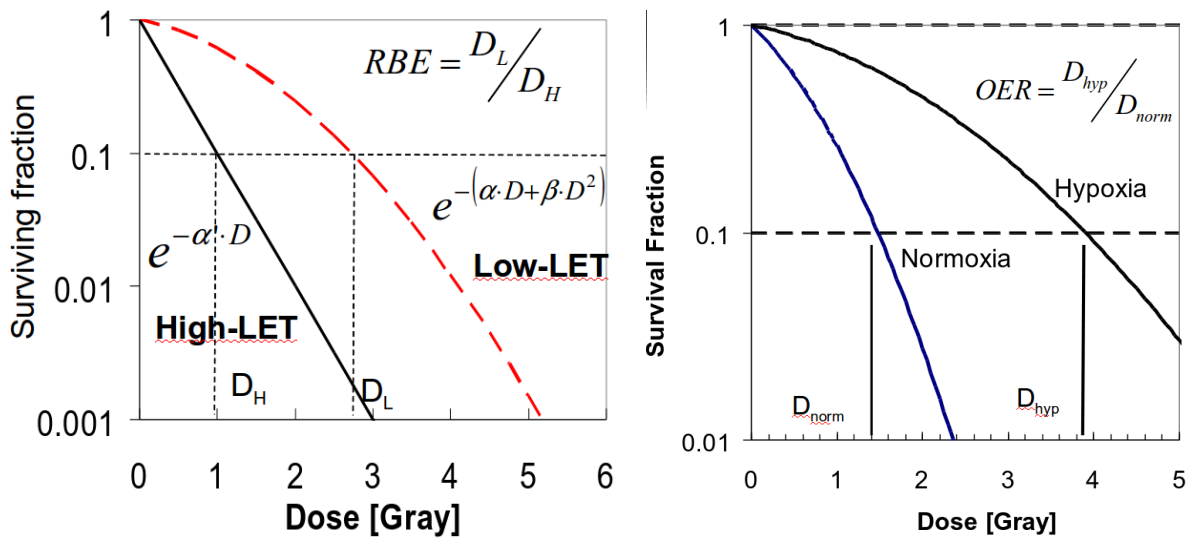 1
0.1
0.01
0.001
Surviving fraction
RBE = D_L / D_H
e^{-α'·D}
e^{-(α·D+β·D^2)}
Low-LET
High-LET
D_H
D_L
0 1 2 3 4 5 6
Dose [Gray]
1
0.1
0.01
Survival Fraction
OER = D_hyp / D_norm
Hypoxia
Normoxia
D_norm
D_hyp
0 1 2 3 4 5
Dose [Gray]